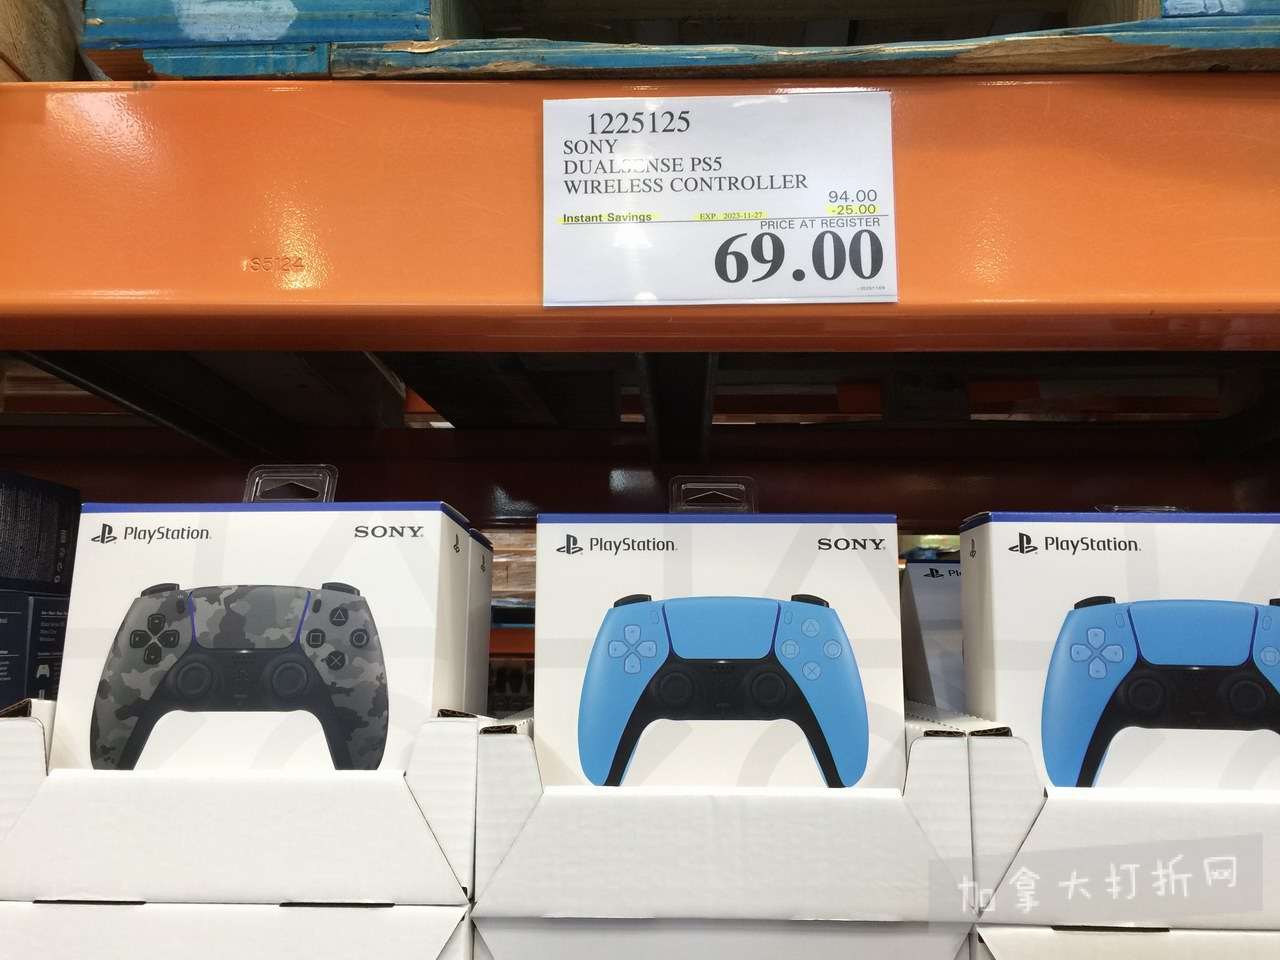 1225125
SONY
DUALSENSE PS5
WIRELESS CONTROLLER
94.00
-25.00
Instant Savings EXP. 2023-11-27
PRICE AT REGISTER
69.00
S5124
PlayStation. SONY.
PlayStation. SONY.
PlayStation.
加拿大打折网